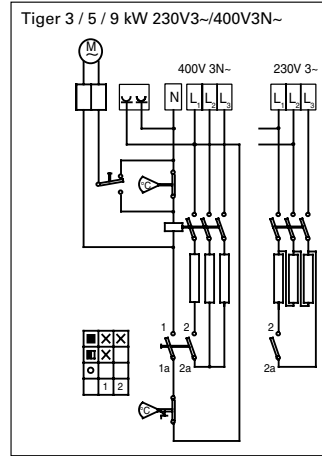 Tiger 3 / 5 / 9 kW 230V3~/400V3N~
M
~
400V 3N~
230V 3~
N
L1
L2
L3
L1
L2
L3
°C
1
2
2
1a
2a
2a
1
2
°C